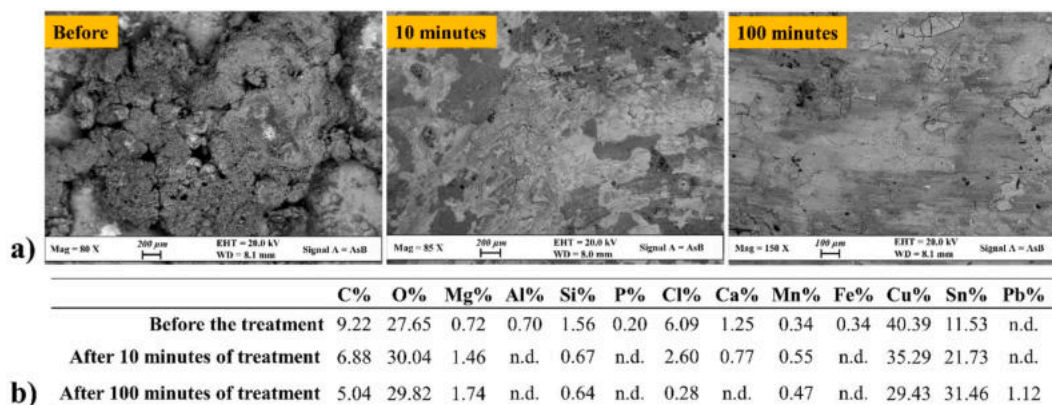 Before
10 minutes
100 minutes
a)
Mag = 80 X
200 µm
EHT = 20.0 kV
WD = 8.1 mm
Signal A = AsB
Mag = 85 X
200 µm
EHT = 20.0 kV
WD = 8.0 mm
Signal A = AsB
Mag = 150 X
100 µm
EHT = 20.0 kV
WD = 8.1 mm
Signal A = AsB
C% O% Mg% Al% Si% P% Cl% Ca% Mn% Fe% Cu% Sn% Pb%
Before the treatment 9.22 27.65 0.72 0.70 1.56 0.20 6.09 1.25 0.34 0.34 40.39 11.53 n.d.
After 10 minutes of treatment 6.88 30.04 1.46 n.d. 0.67 n.d. 2.60 0.77 0.55 n.d. 35.29 21.73 n.d.
b) After 100 minutes of treatment 5.04 29.82 1.74 n.d. 0.64 n.d. 0.28 n.d. 0.47 n.d. 29.43 31.46 1.12